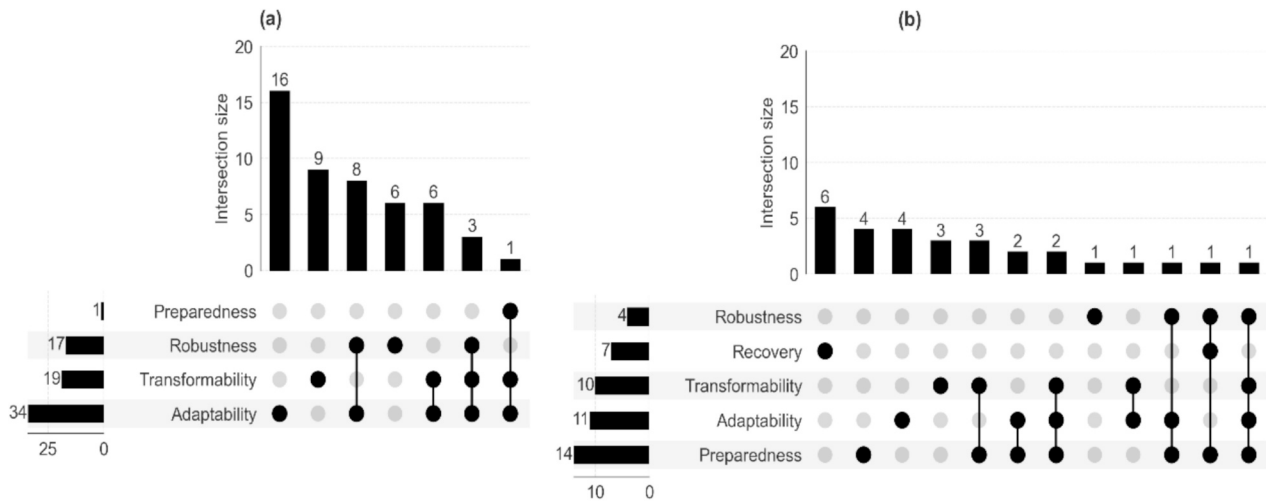 (a)
20
15
10
5
0
Intersection size
16
9
8
6
6
3
1
1 Preparedness
17 Robustness
19 Transformability
34 Adaptability
25 0
(b)
20
15
10
5
0
Intersection size
6
4
4
3
3
2
2
1
1
1
1
1
4 Robustness
7 Recovery
10 Transformability
11 Adaptability
14 Preparedness
10 0